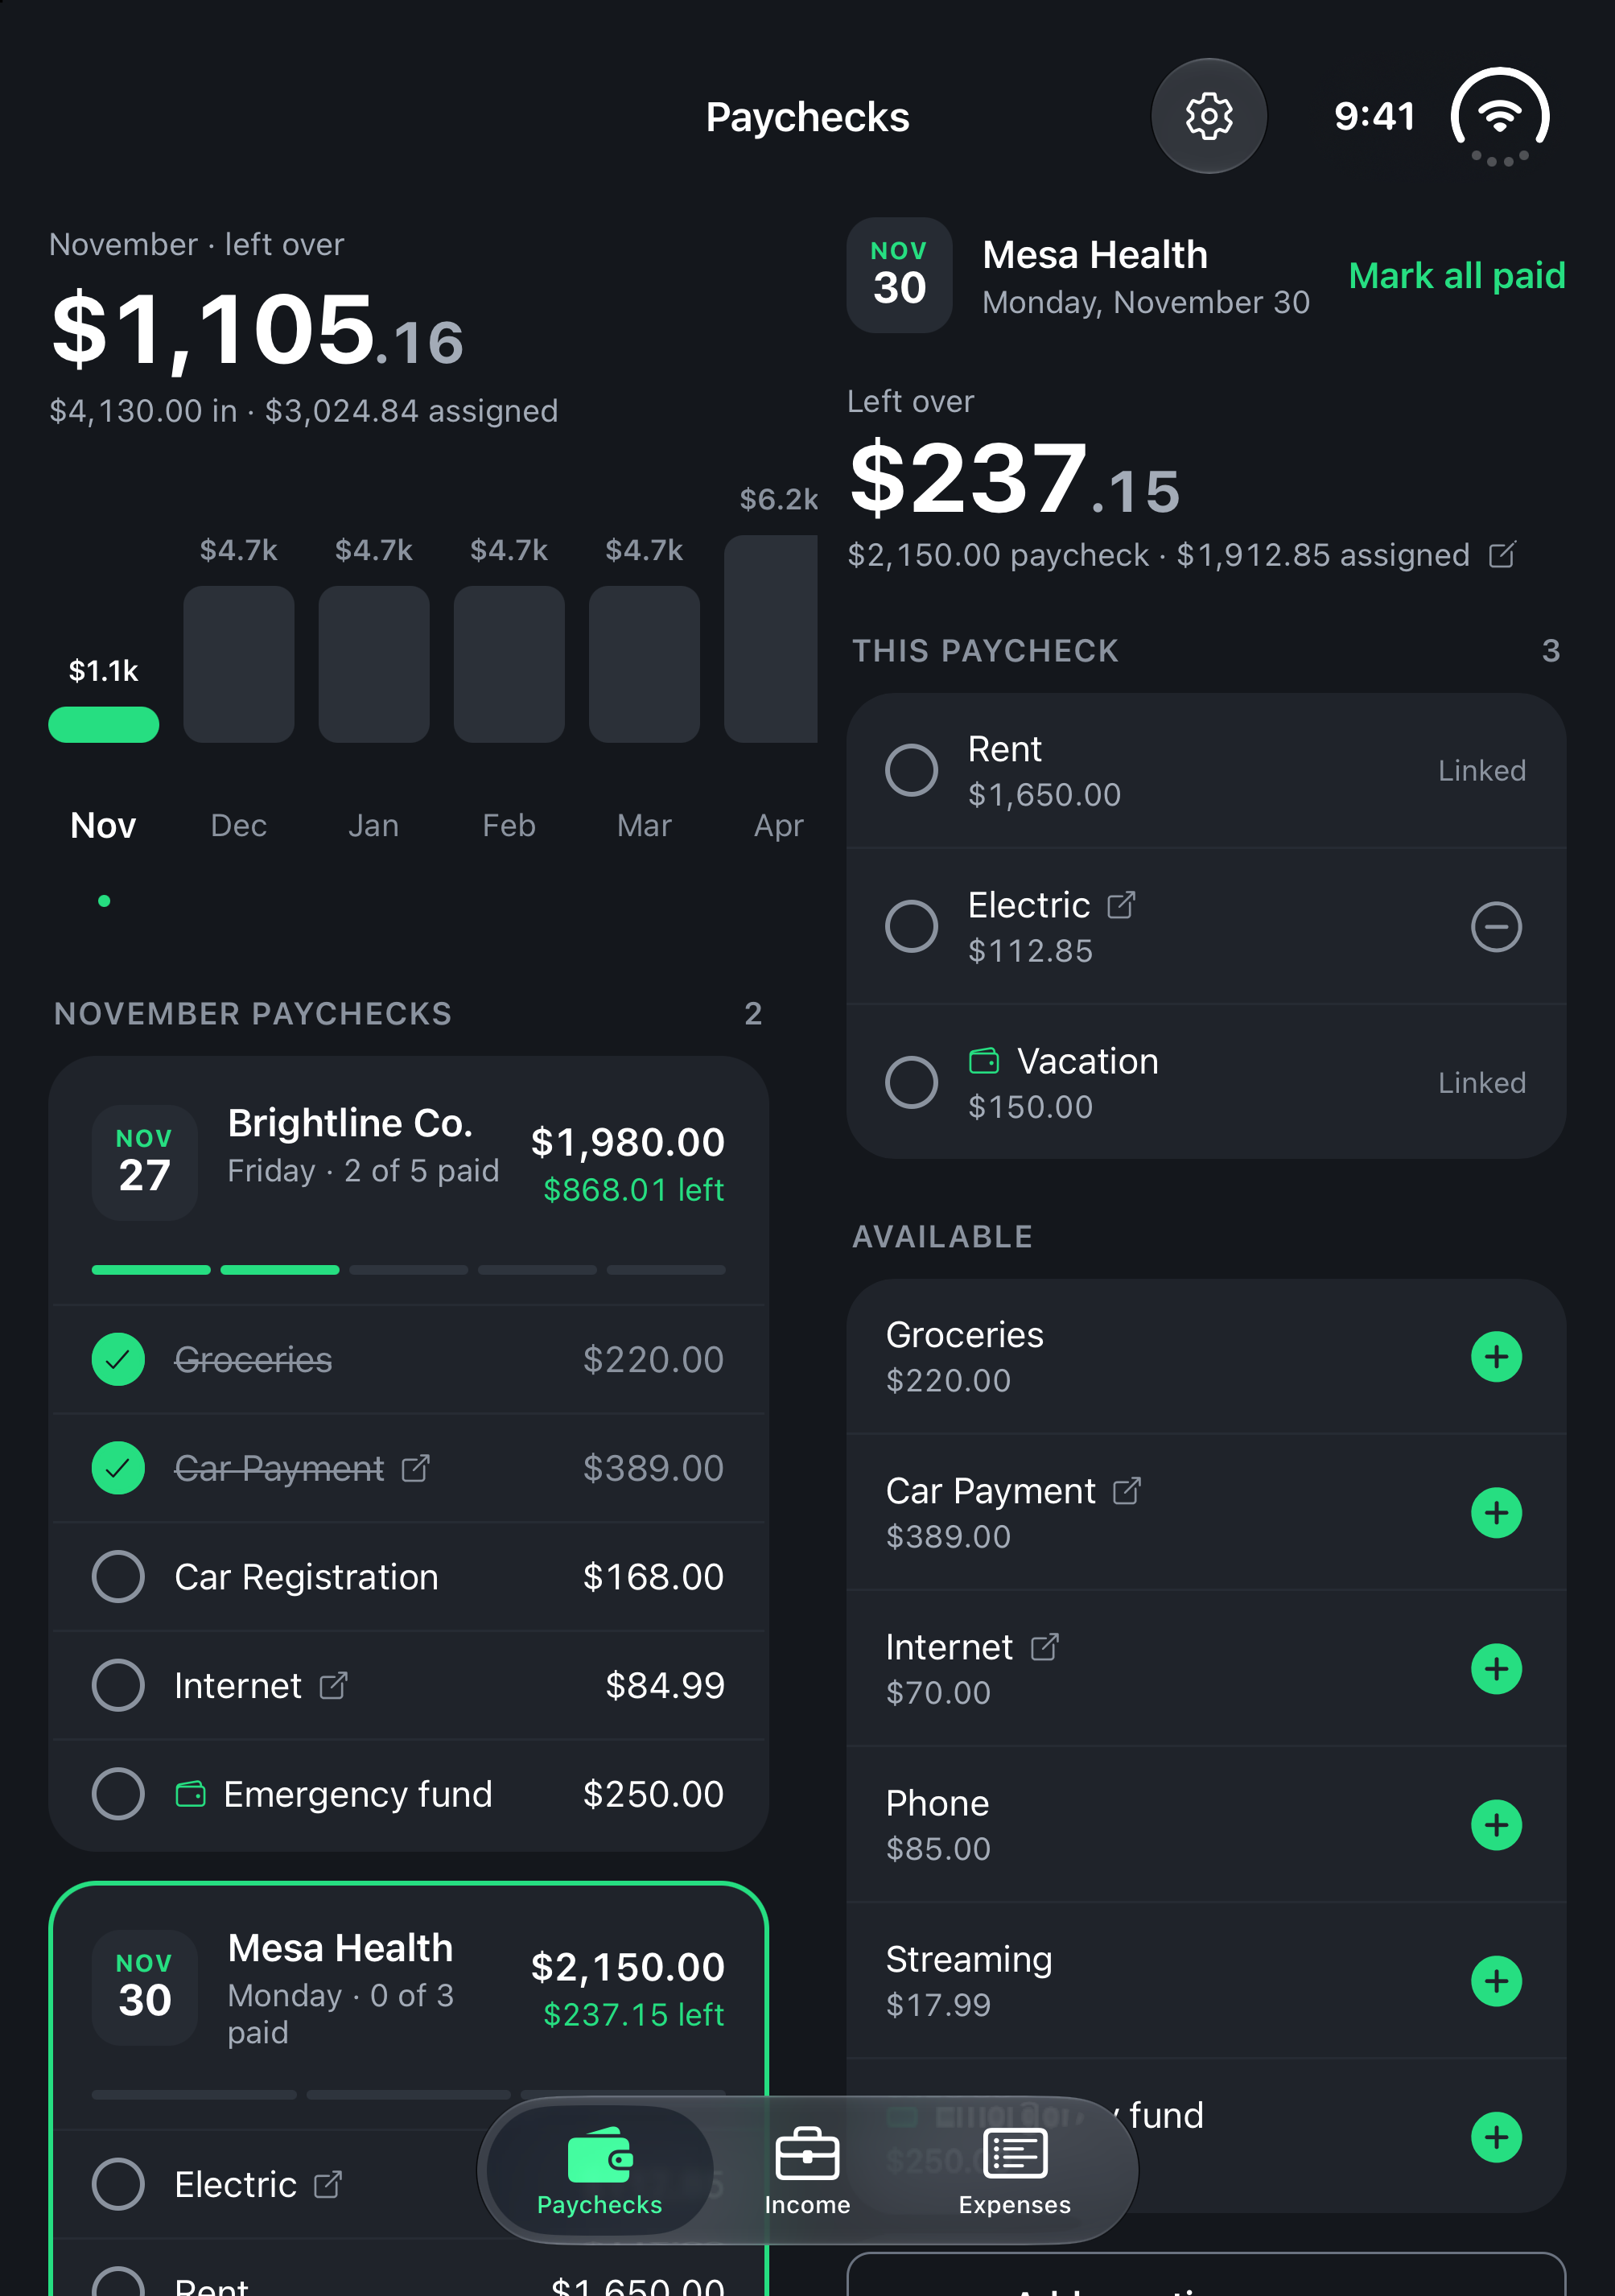 Paychecks
9:41
November · left over
$1,105.16
$4,130.00 in · $3,024.84 assigned
$1.1k
$4.7k
$4.7k
$4.7k
$4.7k
$6.2k
Nov
Dec
Jan
Feb
Mar
Apr
NOVEMBER PAYCHECKS 2
NOV
27
Brightline Co.
Friday · 2 of 5 paid
$1,980.00
$868.01 left
Groceries $220.00
Car Payment $389.00
Car Registration $168.00
Internet $84.99
Emergency fund $250.00
NOV
30
Mesa Health
Monday · 0 of 3
paid
$2,150.00
$237.15 left
Electric
Rent $1,650.00
NOV
30
Mesa Health
Monday, November 30
Mark all paid
Left over
$237.15
$2,150.00 paycheck · $1,912.85 assigned
THIS PAYCHECK 3
Rent
$1,650.00
Linked
Electric
$112.85
Vacation
$150.00
Linked
AVAILABLE
Groceries
$220.00
Car Payment
$389.00
Internet
$70.00
Phone
$85.00
Streaming
$17.99
fund
Paychecks
Income
Expenses